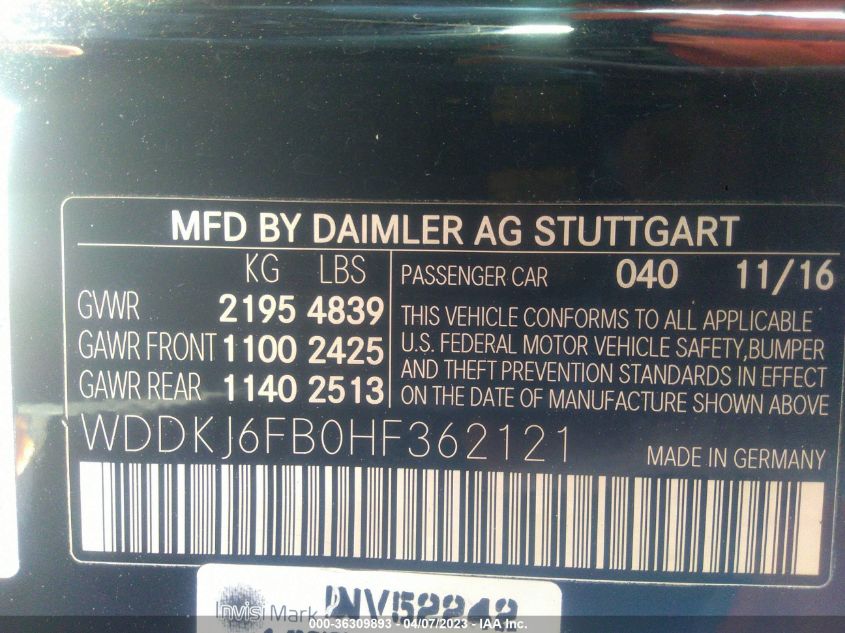 MFD BY DAIMLER AG STUTTGART
KG LBS
GVWR 2195 4839
GAWR FRONT 1100 2425
GAWR REAR 1140 2513
PASSENGER CAR 040 11/16
THIS VEHICLE CONFORMS TO ALL APPLICABLE
U.S. FEDERAL MOTOR VEHICLE SAFETY, BUMPER
AND THEFT PREVENTION STANDARDS IN EFFECT
ON THE DATE OF MANUFACTURE SHOWN ABOVE
WDDKJ6FB0HF362121
MADE IN GERMANY
Invisi Mark
000-36309893 - 04/07/2023 - IAA Inc.